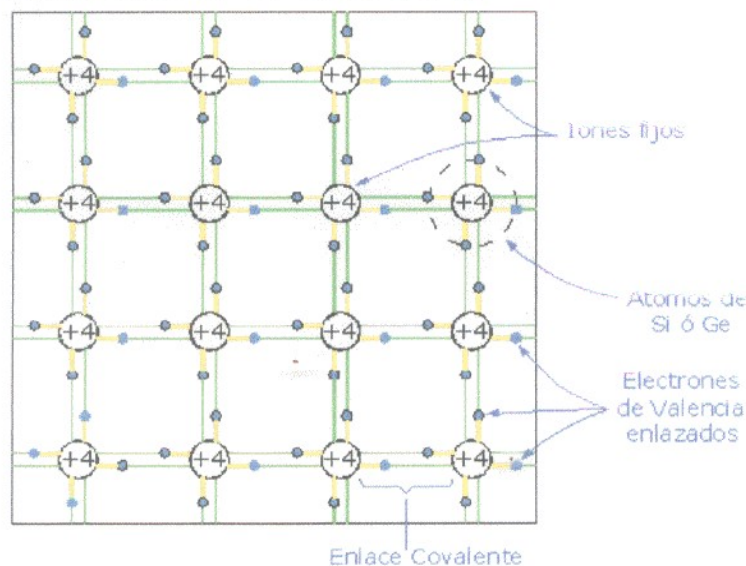 +4 +4 +4 +4
Iones fijos
+4 +4 +4 +4
Atomos de
Si ó Ge
+4 +4 +4 +4
Electrones
de Valencia
enlazados
+4 +4 +4 +4
Enlace Covalente